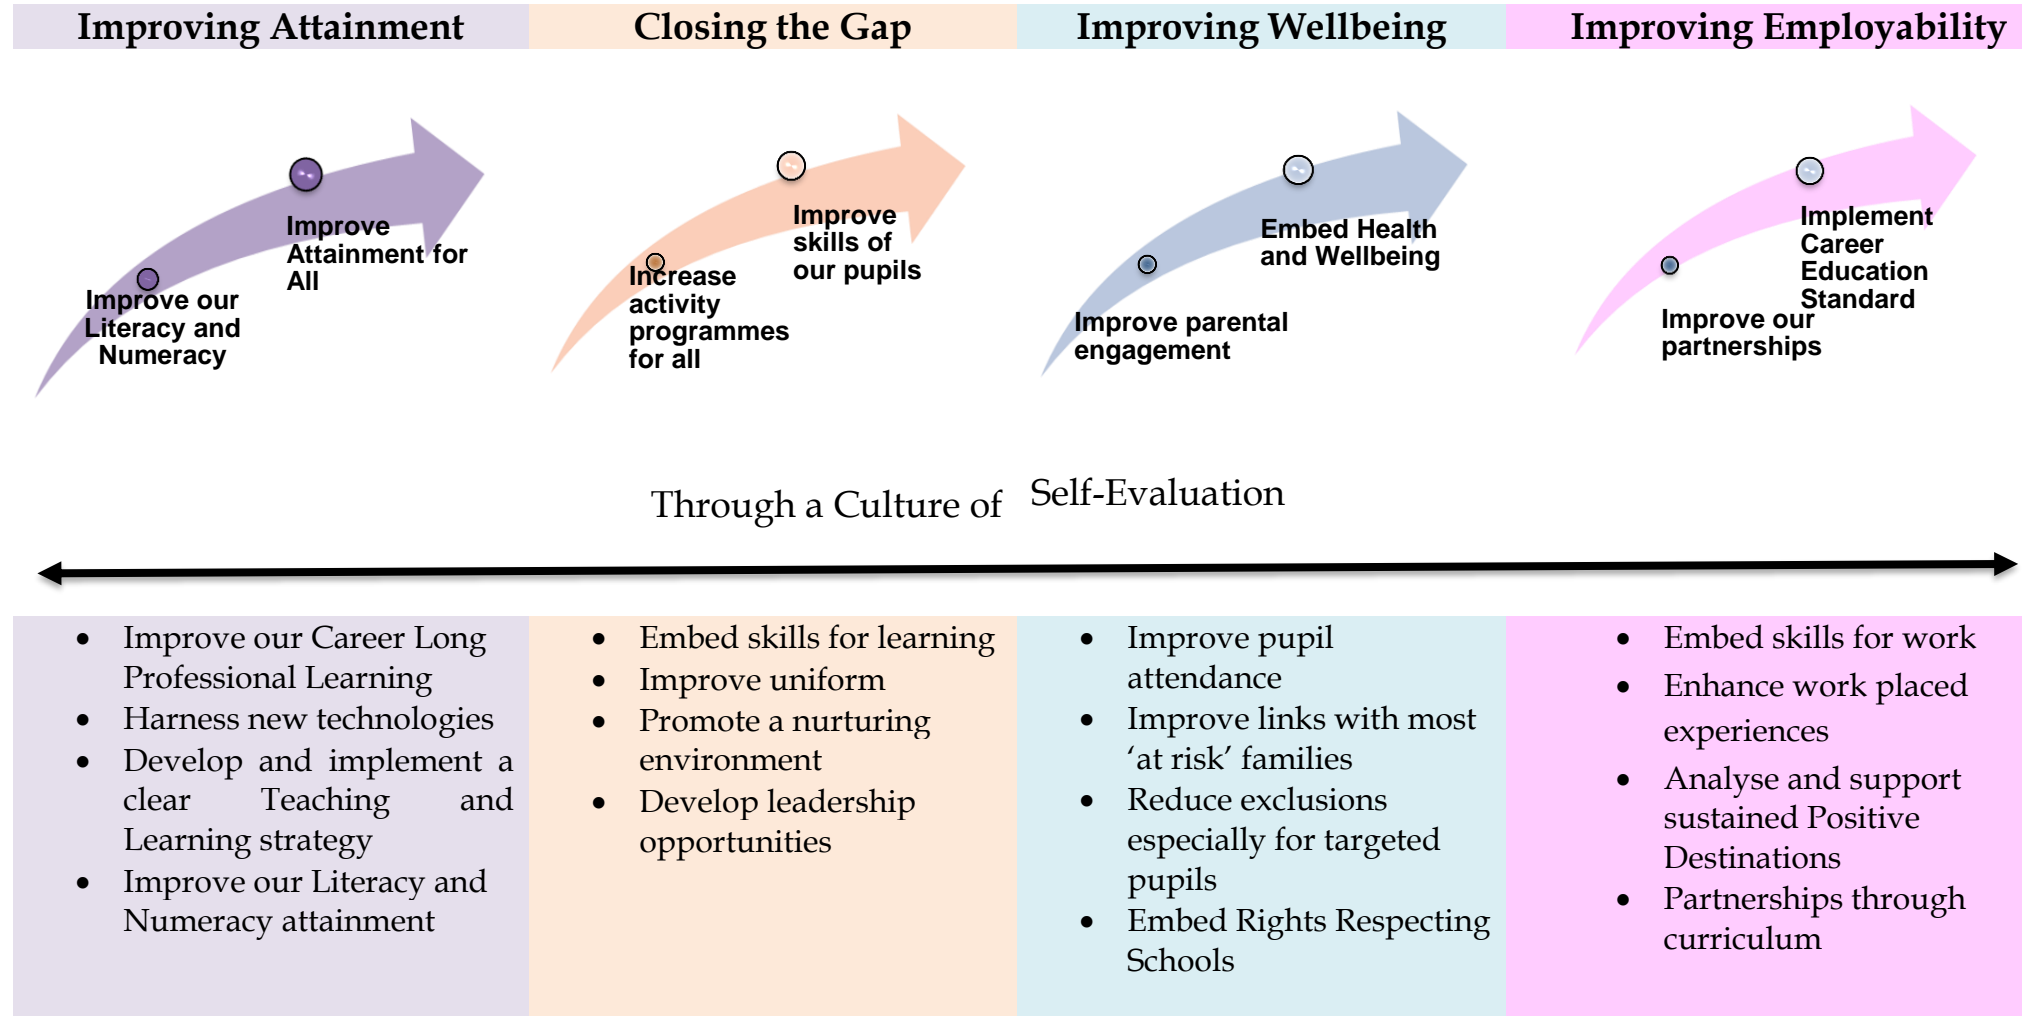 Improving Attainment
Closing the Gap
Improving Wellbeing
Improving Employability
Improve
Attainment for
All
Improve our
Literacy and
Numeracy
Improve
skills of
our pupils
Increase
activity
programmes
for all
Embed Health
and Wellbeing
Improve parental
engagement
Implement
Career
Education
Standard
Improve our
partnerships
Through a Culture of Self-Evaluation
• Improve our Career Long
Professional Learning
• Harness new technologies
• Develop and implement a
clear Teaching and
Learning strategy
• Improve our Literacy and
Numeracy attainment
• Embed skills for learning
• Improve uniform
• Promote a nurturing
environment
• Develop leadership
opportunities
• Improve pupil
attendance
• Improve links with most
‘at risk’ families
• Reduce exclusions
especially for targeted
pupils
• Embed Rights Respecting
Schools
• Embed skills for work
• Enhance work placed
experiences
• Analyse and support
sustained Positive
Destinations
• Partnerships through
curriculum